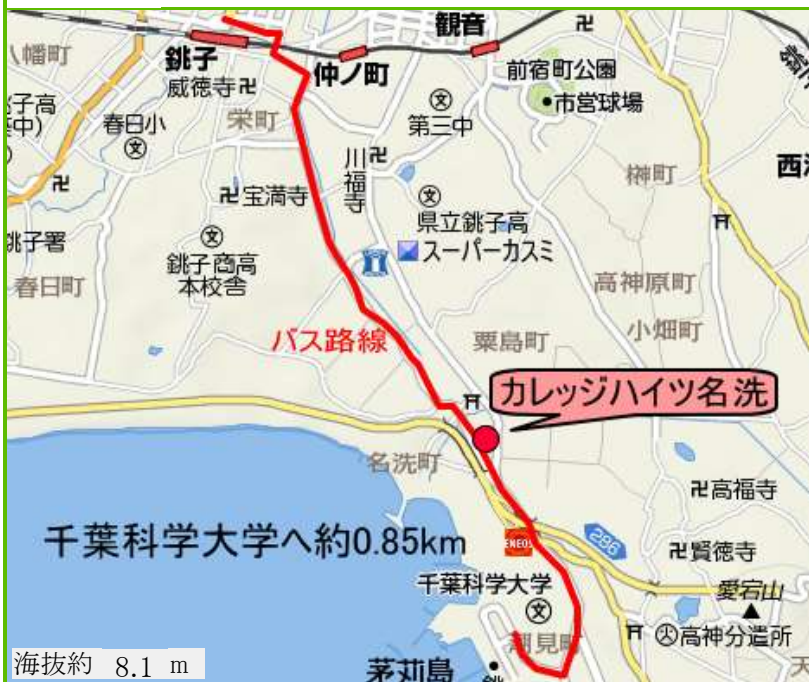 観音
八幡町
銚子
仲ノ町
前宿町公園
威徳寺
市営球場
春日小
栄町
第三中
川福寺
榊町
宝満寺
県立銚子高
スーパーカスミ
銚子商高
本校舎
春日町
高神原町
小畑町
バス路線
粟島町
カレッジハイツ名洗
名洗町
高福寺
千葉科学大学へ約0.85km
ENEOS
286
賢徳寺
千葉科学大学
愛宕山
潮見町
高神分遣所
海抜約 8.1 m
茅苅島